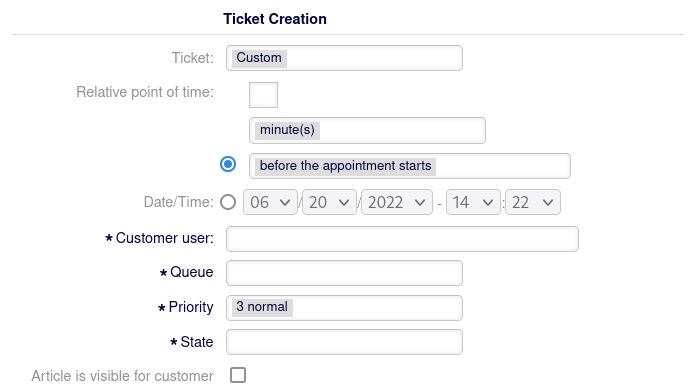 Ticket Creation
Ticket: Custom
Relative point of time:
minute(s)
before the appointment starts
Date/Time: 06 / 20 / 2022 - 14 : 22
* Customer user:
* Queue
* Priority 3 normal
* State
Article is visible for customer